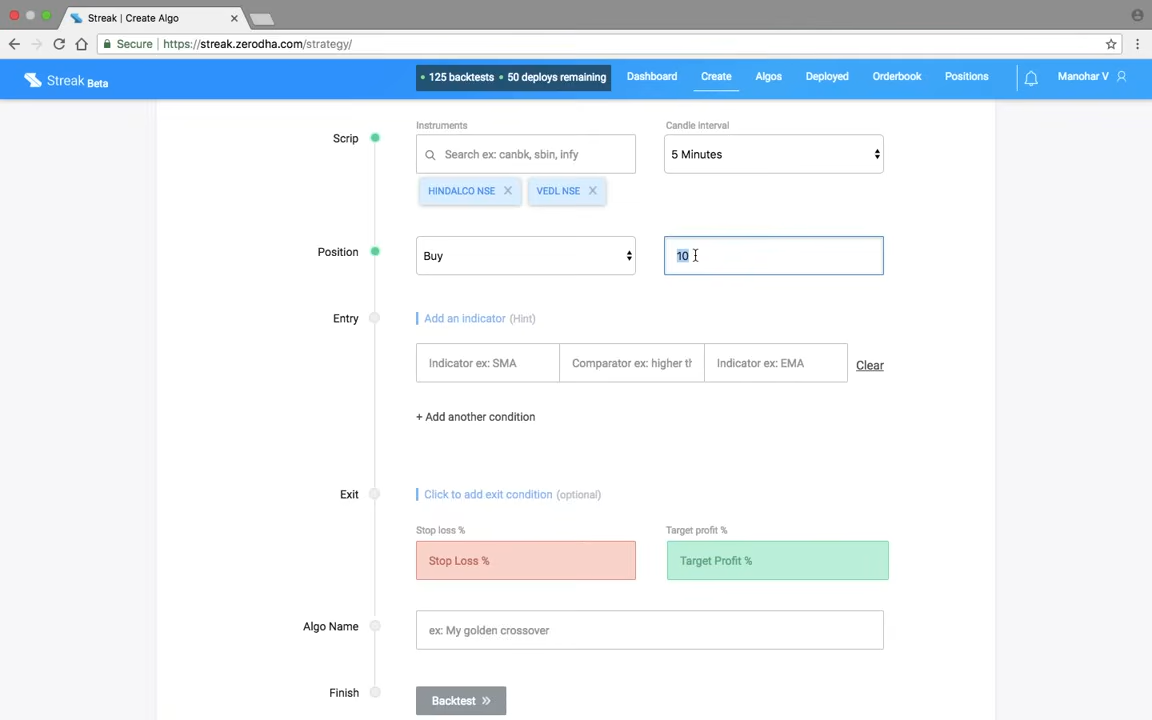 Streak | Create Algo
Secure https://streak.zerodha.com/strategy/
Streak Beta
• 125 backtests • 50 deploys remaining
Dashboard
Create
Algos
Deployed
Orderbook
Positions
Manohar V
Scrip
Instruments
Candle interval
Search ex: canbk, sbin, infy
5 Minutes
HINDALCO NSE
VEDL NSE
Position
Buy
10
Entry
Add an indicator (Hint)
Indicator ex: SMA
Comparator ex: higher th
Indicator ex: EMA
Clear
+ Add another condition
Exit
Click to add exit condition (optional)
Stop loss %
Target profit %
Stop Loss %
Target Profit %
Algo Name
ex: My golden crossover
Finish
Backtest »